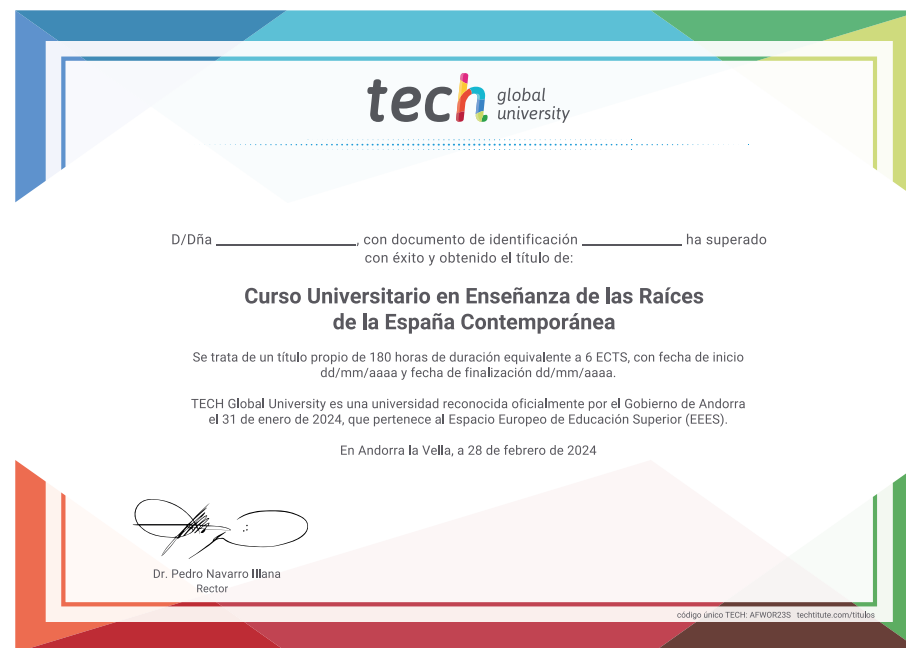 tech global university
D/Dña ________________, con documento de identificación ____________ ha superado
con éxito y obtenido el título de:
Curso Universitario en Enseñanza de las Raíces
de la España Contemporánea
Se trata de un título propio de 180 horas de duración equivalente a 6 ECTS, con fecha de inicio
dd/mm/aaaa y fecha de finalización dd/mm/aaaa.
TECH Global University es una universidad reconocida oficialmente por el Gobierno de Andorra
el 31 de enero de 2024, que pertenece al Espacio Europeo de Educación Superior (EEES).
En Andorra la Vella, a 28 de febrero de 2024
Dr. Pedro Navarro Illana
Rector
código único TECH: AFWOR23S techtitute.com/titulos